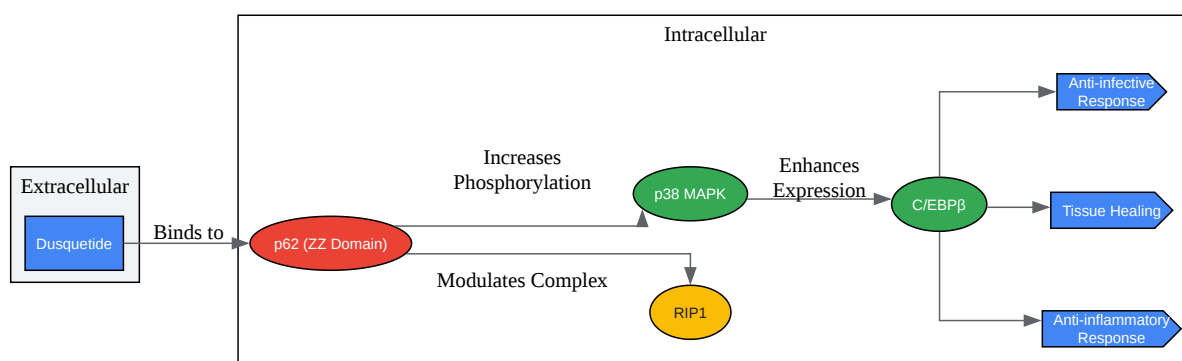 Intracellular
Anti-infective
Response
Increases
Phosphorylation
p38 MAPK
Enhances
Expression
C/EBPβ
Tissue Healing
Extracellular
Dusquetide
Binds to
p62 (ZZ Domain)
Modulates Complex
RIP1
Anti-inflammatory
Response